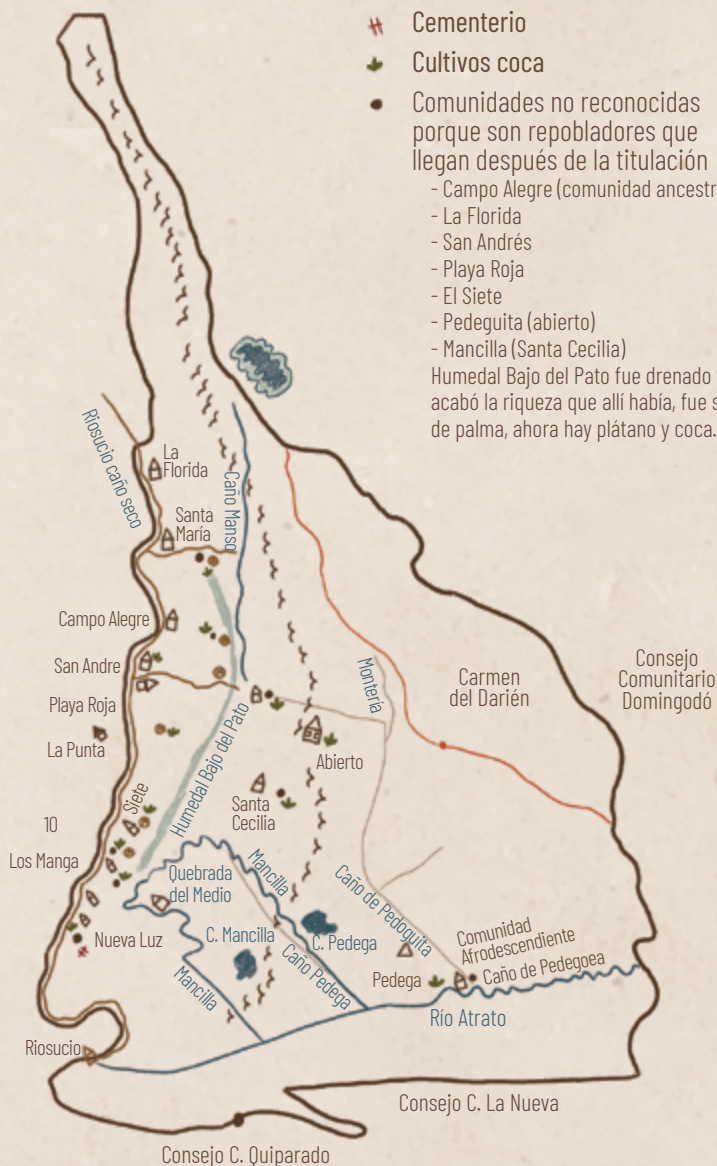 Cementerio
Cultivos coca
Comunidades no reconocidas
porque son repobladores que
llegan después de la titulación
- Campo Alegre (comunidad ancestr
- La Florida
- San Andrés
- Playa Roja
- El Siete
- Pedeguita (abierto)
- Mancilla (Santa Cecilia)
Humedal Bajo del Pato fue drenado
acabó la riqueza que allí había, fue s
de palma, ahora hay plátano y coca.
Riosucio caño seco
La
Florida
Caño Manso
Santa
María
Campo Alegre
San Andre
Playa Roja
La Punta
Montería
Carmen
del Darién
Consejo
Comunitario
Domingodó
Humedal Bajo del Pato
Abierto
Siete
Santa
Cecilia
10
Los Manga
Quebrada
del Medio
Mancilla
Caño de Pedoguita
Nueva Luz
C. Mancilla
C. Pedega
Comunidad
Afrodescendiente
Mancilla
Caño Pedega
Pedega
Caño de Pedegoea
Río Atrato
Riosucio
Consejo C. La Nueva
Consejo C. Quiparado